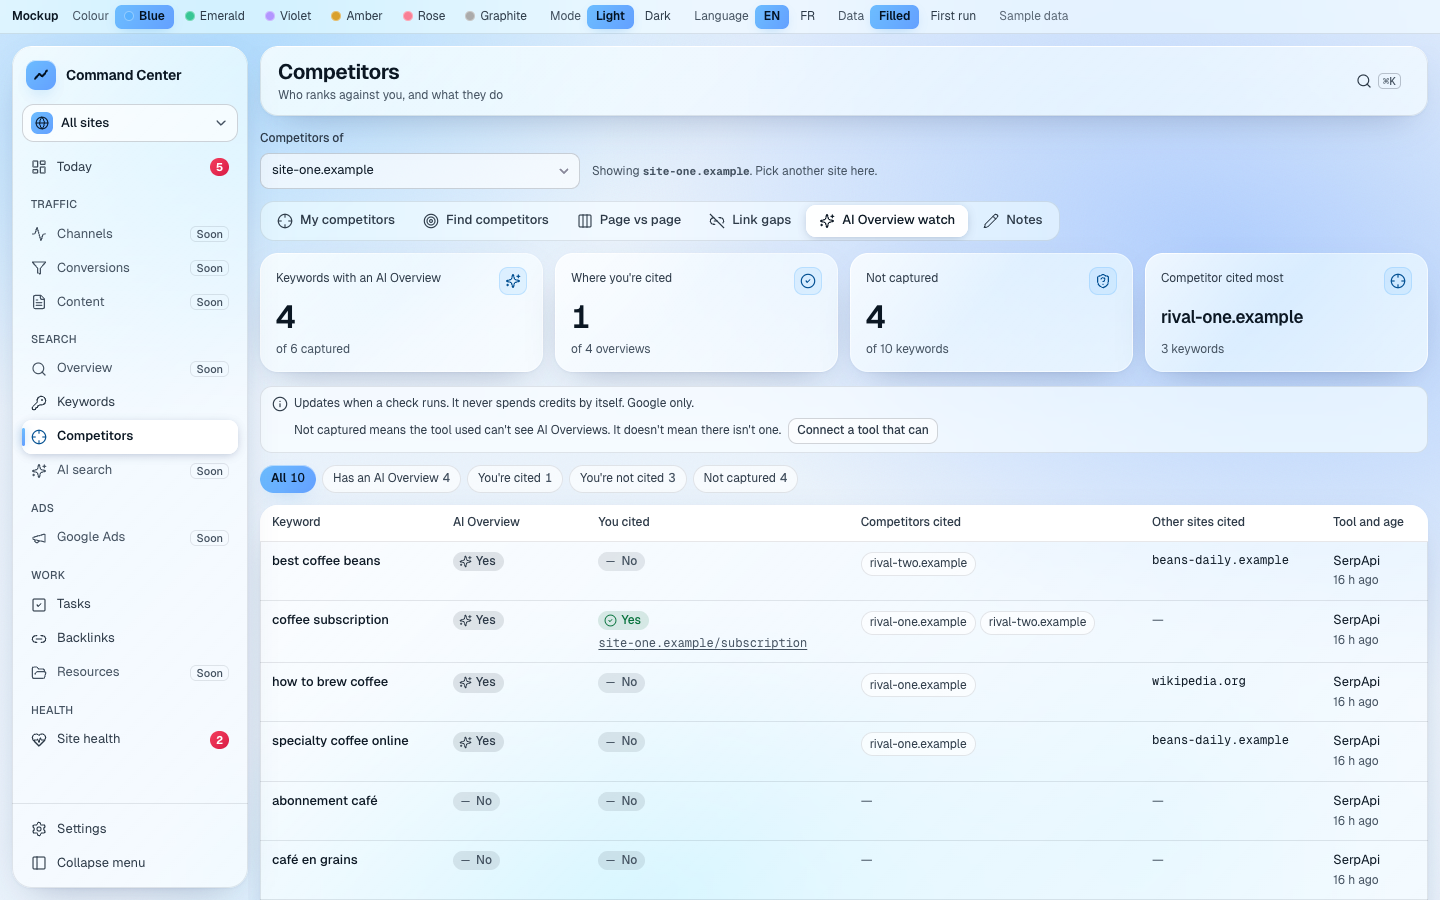 Mockup Colour Blue Emerald Violet Amber Rose Graphite Mode Light Dark Language EN FR Data Filled First run Sample data
Command Center
All sites
Today 5
TRAFFIC
Channels Soon
Conversions Soon
Content Soon
SEARCH
Overview Soon
Keywords
Competitors
AI search Soon
ADS
Google Ads Soon
WORK
Tasks
Backlinks
Resources Soon
HEALTH
Site health 2
Settings
Collapse menu
Competitors
Who ranks against you, and what they do
⌘K
Competitors of
site-one.example
Showing site-one.example. Pick another site here.
My competitors Find competitors Page vs page Link gaps AI Overview watch Notes
Keywords with an AI Overview
4
of 6 captured
Where you're cited
1
of 4 overviews
Not captured
4
of 10 keywords
Competitor cited most
rival-one.example
3 keywords
Updates when a check runs. It never spends credits by itself. Google only.
Not captured means the tool used can't see AI Overviews. It doesn't mean there isn't one. Connect a tool that can
All 10 Has an AI Overview 4 You're cited 1 You're not cited 3 Not captured 4
Keyword AI Overview You cited Competitors cited Other sites cited Tool and age
best coffee beans Yes — No rival-two.example beans-daily.example SerpApi
16 h ago
coffee subscription Yes Yes rival-one.example rival-two.example — SerpApi
site-one.example/subscription 16 h ago
how to brew coffee Yes — No rival-one.example wikipedia.org SerpApi
16 h ago
specialty coffee online Yes — No rival-one.example beans-daily.example SerpApi
16 h ago
abonnement café — No — No — — SerpApi
16 h ago
café en grains — No — No — — SerpApi
16 h ago